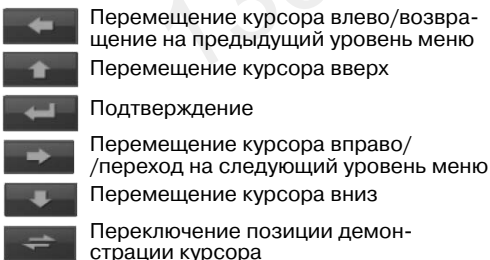 Перемещение курсора влево/возвра-
щение на предыдущий уровень меню
Перемещение курсора вверх
Подтверждение
Перемещение курсора вправо/
/переход на следующий уровень меню
Перемещение курсора вниз
Переключение позиции демон-
страции курсора